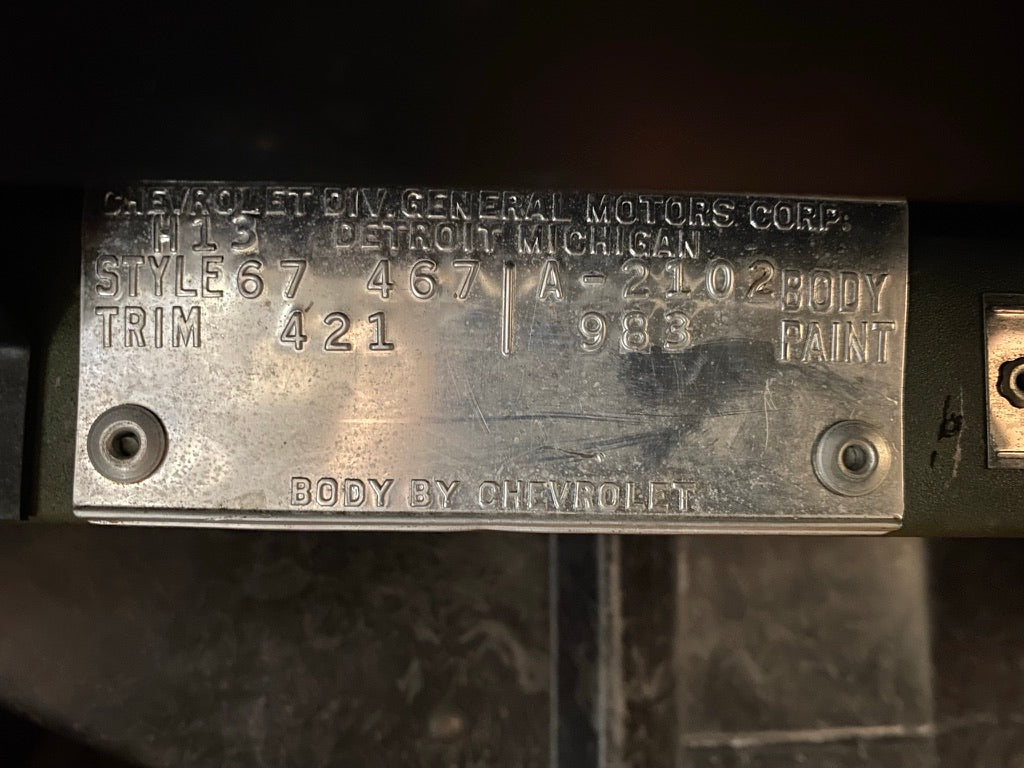 CHEVROLET DIV. GENERAL MOTORS CORP.
H13 DETROIT MICHIGAN
STYLE 67 467 A-2102 BODY
TRIM 421 983 PAINT
BODY BY CHEVROLET